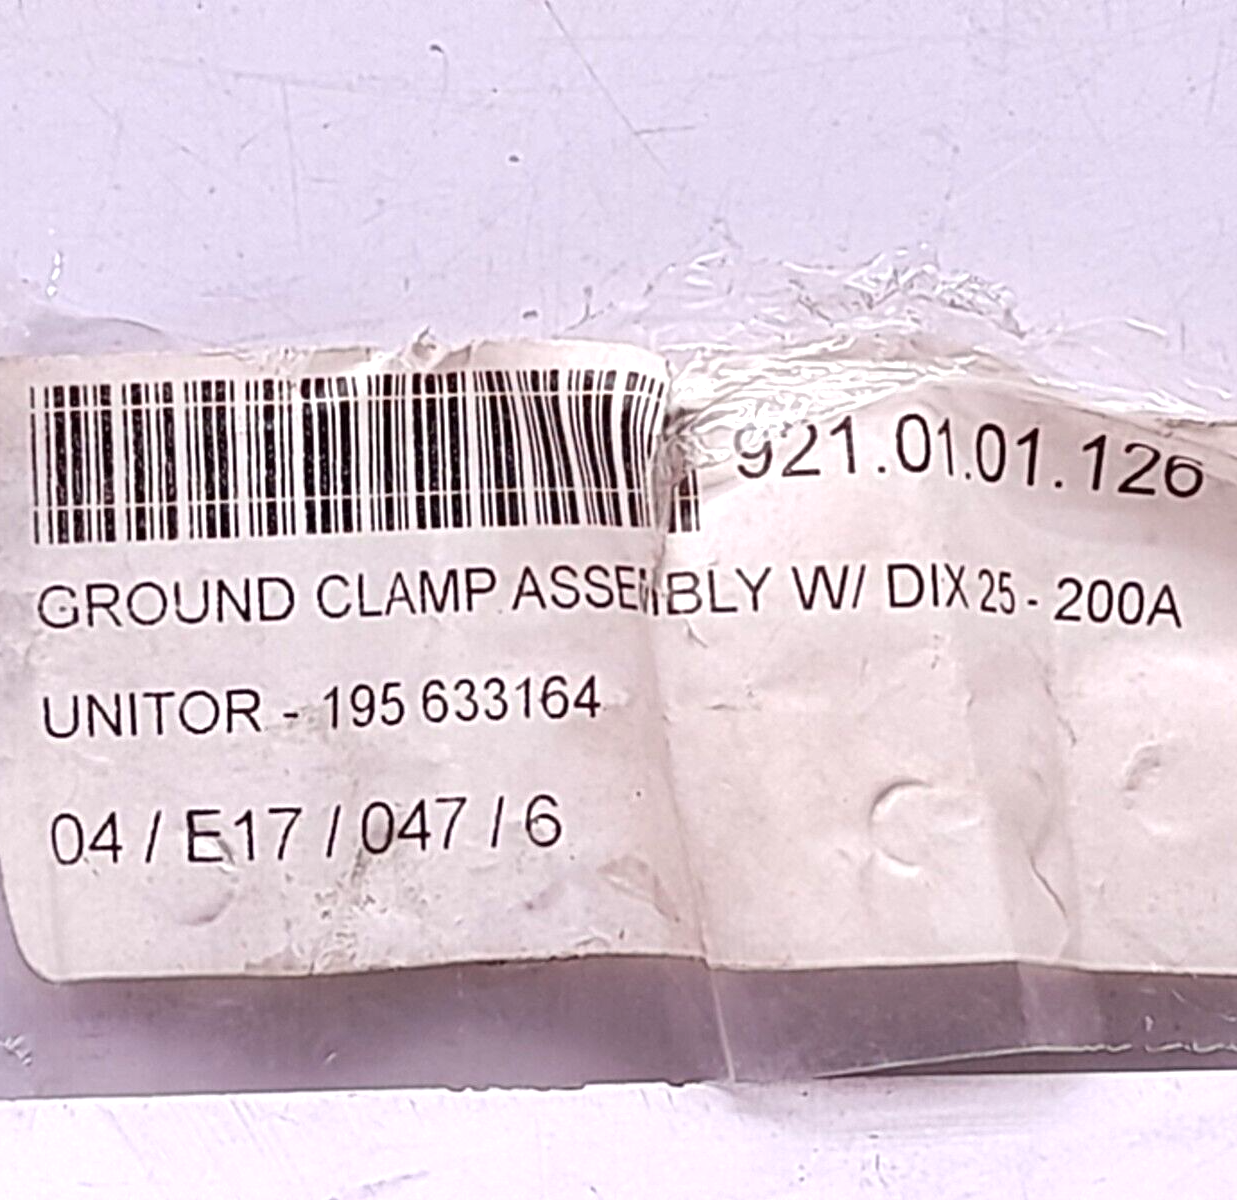 921.01.01.126
GROUND CLAMP ASSEMBLY W/ DIX 25 - 200A
UNITOR - 195 633164
04 / E17 / 047 / 6